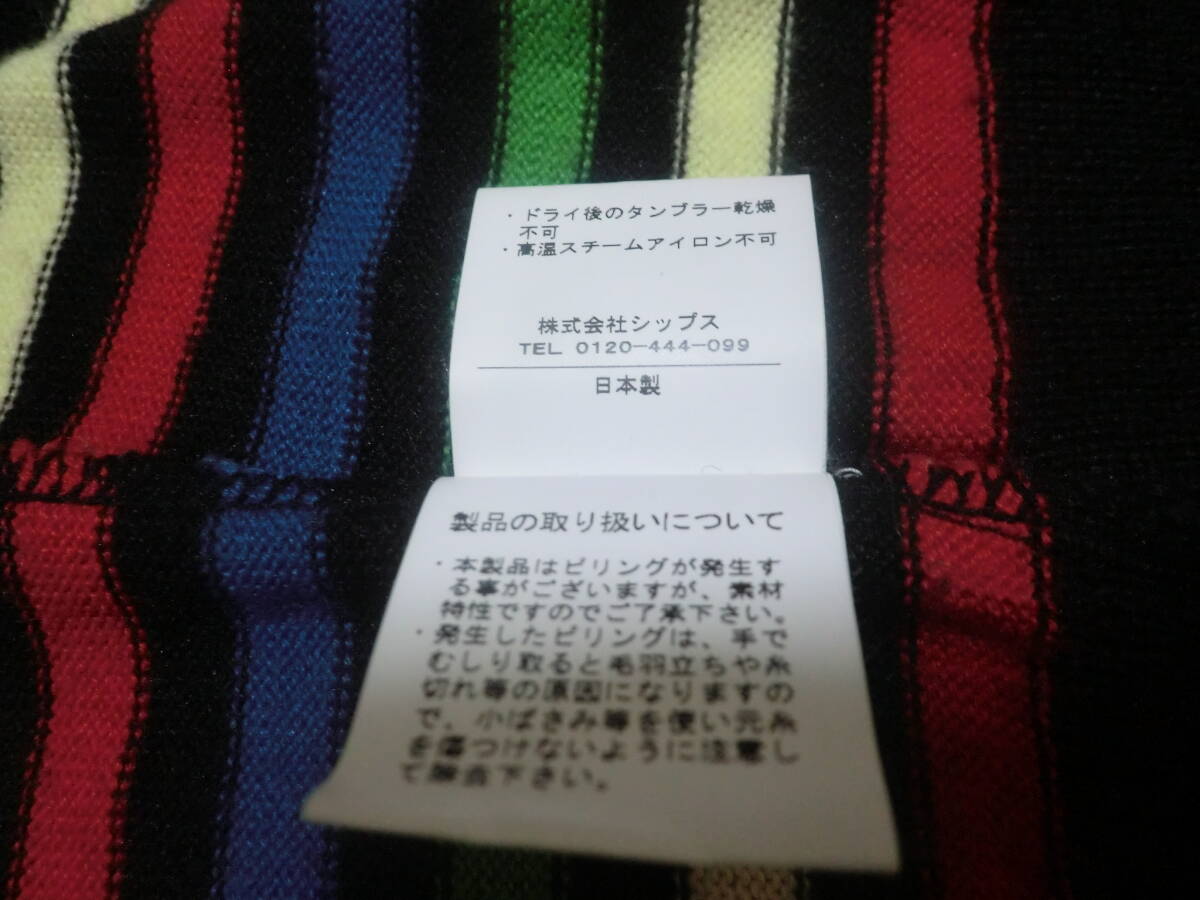 ・ドライ後のタンブラー乾燥
不可
・高温スチームアイロン不可
株式会社シップス
TEL 0120-444-099
日本製
製品の取り扱いについて
・本製品はピリングが発生す
る事がございますが、素材
特性ですのでご了承下さい。
・発生したピリングは、手で
むしり取ると毛羽立ちや糸
切れ等の原因になりますの
で、小ばさみ等を使い元糸
を傷つけないように注意し
て除去下さい。